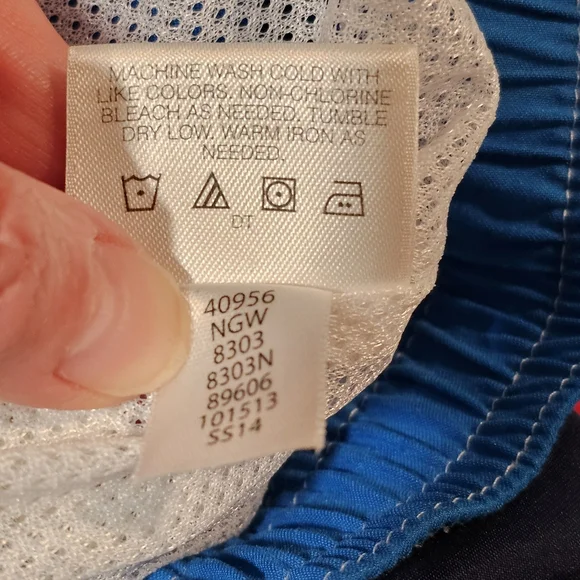 MACHINE WASH COLD WITH
LIKE COLORS. NON-CHLORINE
BLEACH AS NEEDED. TUMBLE
DRY LOW. WARM IRON AS
NEEDED.
DT
40956
NGW
8303
8303N
89606
101513
SS14